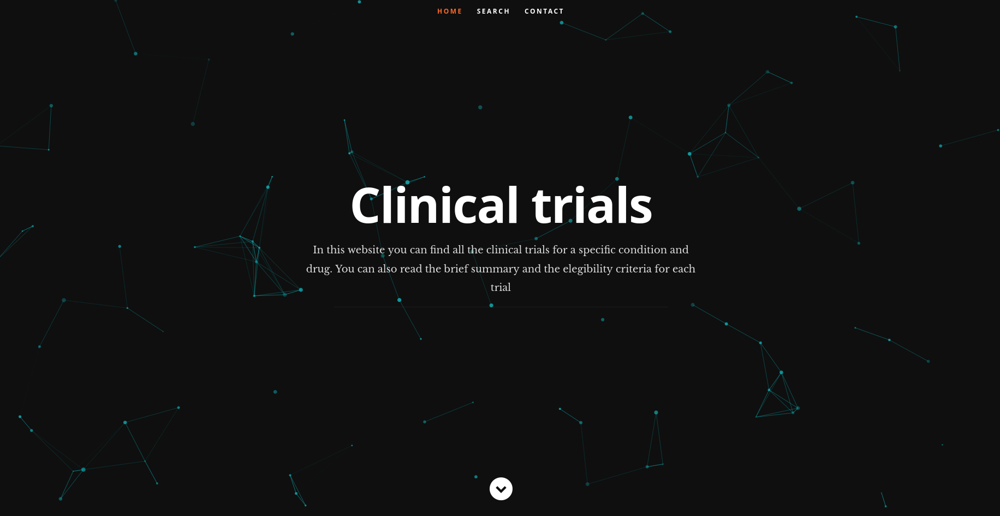 HOME SEARCH CONTACT
Clinical trials
In this website you can find all the clinical trials for a specific condition and
drug. You can also read the brief summary and the elegibility criteria for each
trial